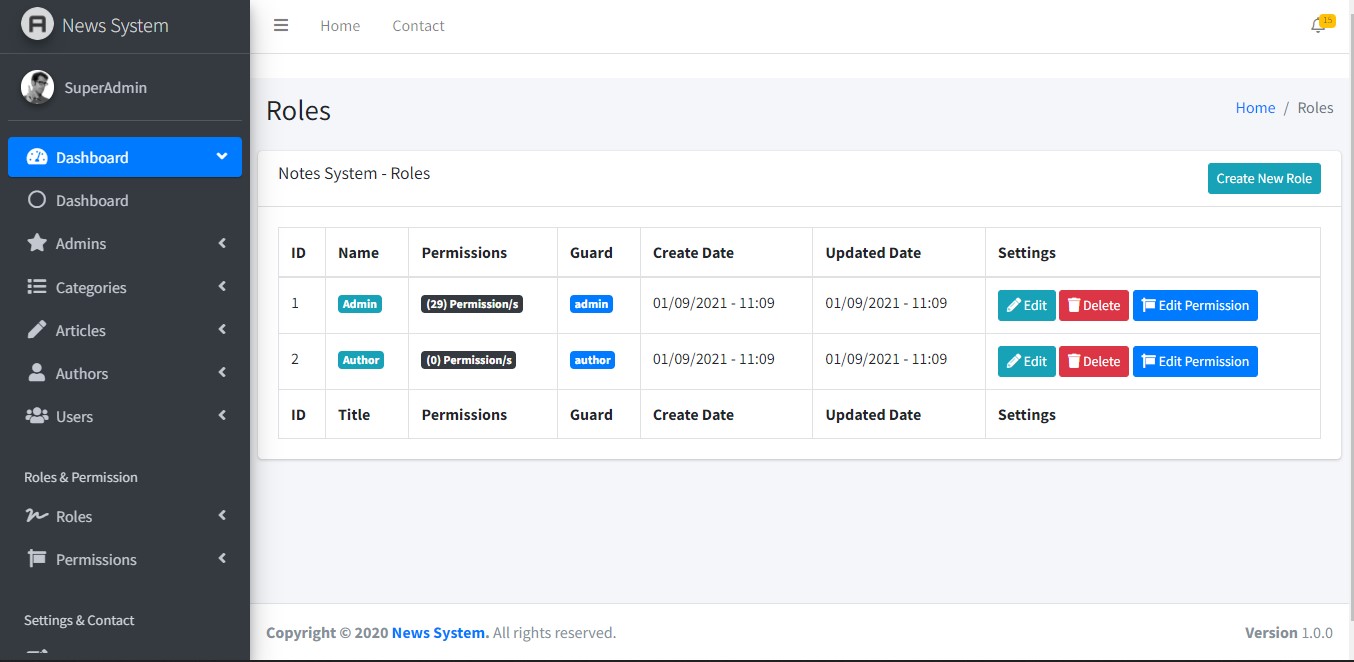 News System
Home
Contact
15
SuperAdmin
Dashboard
Dashboard
Admins
Categories
Articles
Authors
Users
Roles & Permission
Roles
Permissions
Settings & Contact
Roles
Home / Roles
Notes System - Roles
Create New Role
ID Name Permissions Guard Create Date Updated Date Settings
1 Admin (29) Permission/s admin 01/09/2021 - 11:09 01/09/2021 - 11:09 Edit Delete Edit Permission
2 Author (0) Permission/s author 01/09/2021 - 11:09 01/09/2021 - 11:09 Edit Delete Edit Permission
ID Title Permissions Guard Create Date Updated Date Settings
Copyright © 2020 News System. All rights reserved.
Version 1.0.0